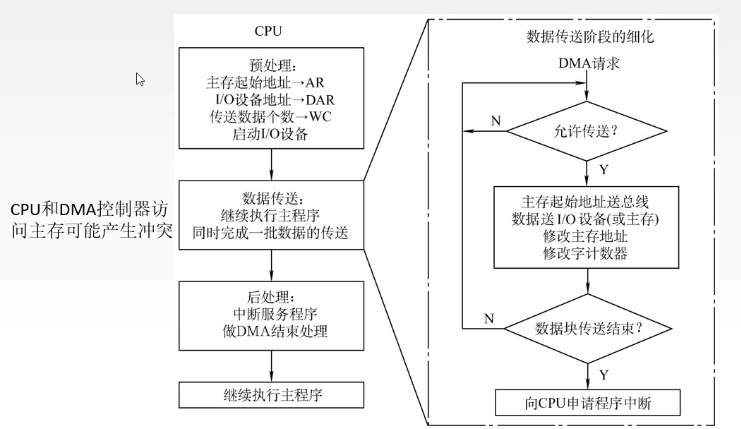 CPU和DMA控制器访
问主存可能产生冲突
CPU
预处理：
主存起始地址→AR
I/O设备地址→DAR
传送数据个数→WC
启动I/O设备
数据传送：
继续执行主程序
同时完成一批数据的传送
后处理：
中断服务程序
做DMA结束处理
继续执行主程序
数据传送阶段的细化
DMA请求
允许传送？
N
Y
主存起始地址送总线
数据送I/O设备(或主存)
修改主存地址
修改字计数器
数据块传送结束？
N
Y
向CPU申请程序中断